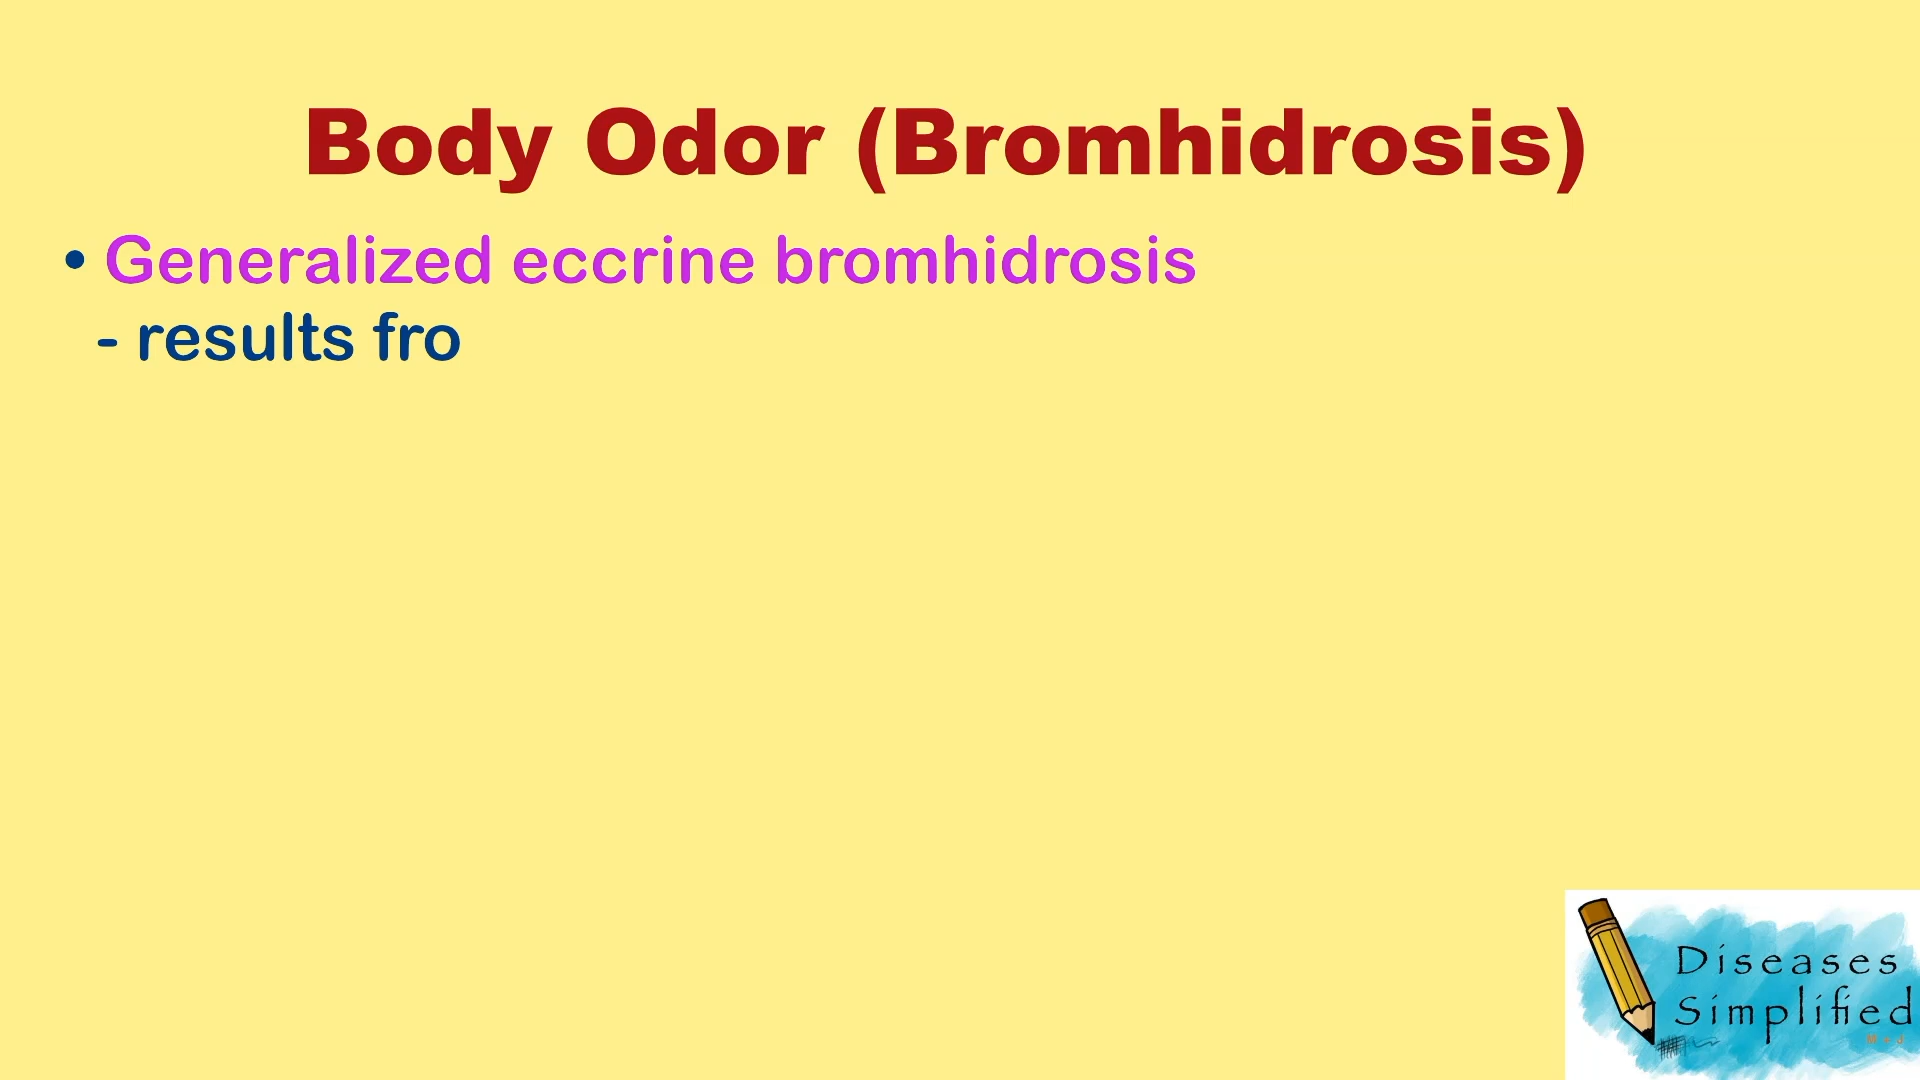 Body Odor (Bromhidrosis)
• Generalized eccrine bromhidrosis
- results fro
Diseases
Simplified